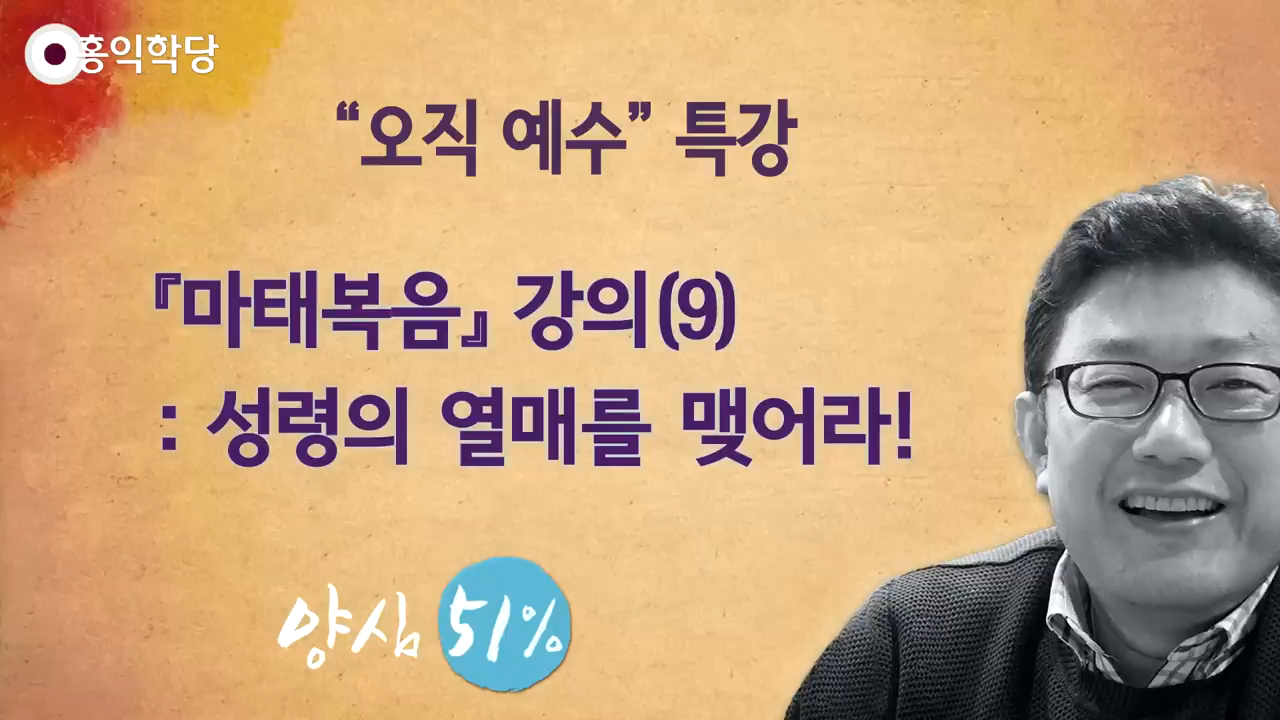 홍익학당
“오직 예수” 특강
『마태복음』 강의(9)
: 성령의 열매를 맺어라!
양심 51%